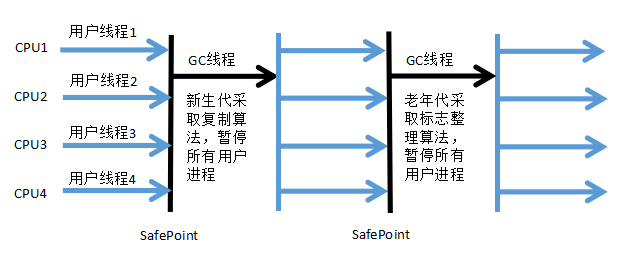 CPU1
用户线程1
CPU2
用户线程2
CPU3
用户线程3
CPU4
用户线程4
GC线程
新生代采
取复制算
法，暂停
所有用户
进程
GC线程
老年代采
取标志整
理算法，
暂停所有
用户进程
SafePoint
SafePoint